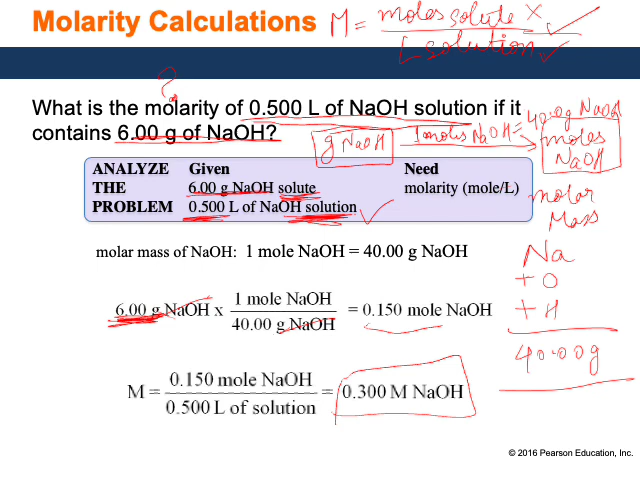 Molarity Calculations M = moles solute X
L solution
?
What is the molarity of 0.500 L of NaOH solution if it
contains 6.00 g of NaOH?
g NaOH 1 moles NaOH = 40.0g NaOH
moles
NaOH
ANALYZE Given Need
THE 6.00 g NaOH solute molarity (mole/L)
PROBLEM 0.500 L of NaOH solution
molar
Mass
molar mass of NaOH: 1 mole NaOH = 40.00 g NaOH
Na
+ O
+ H
40.00g
6.00 g NaOH x 1 mole NaOH = 0.150 mole NaOH
40.00 g NaOH
M = 0.150 mole NaOH = 0.300 M NaOH
0.500 L of solution
© 2016 Pearson Education, Inc.